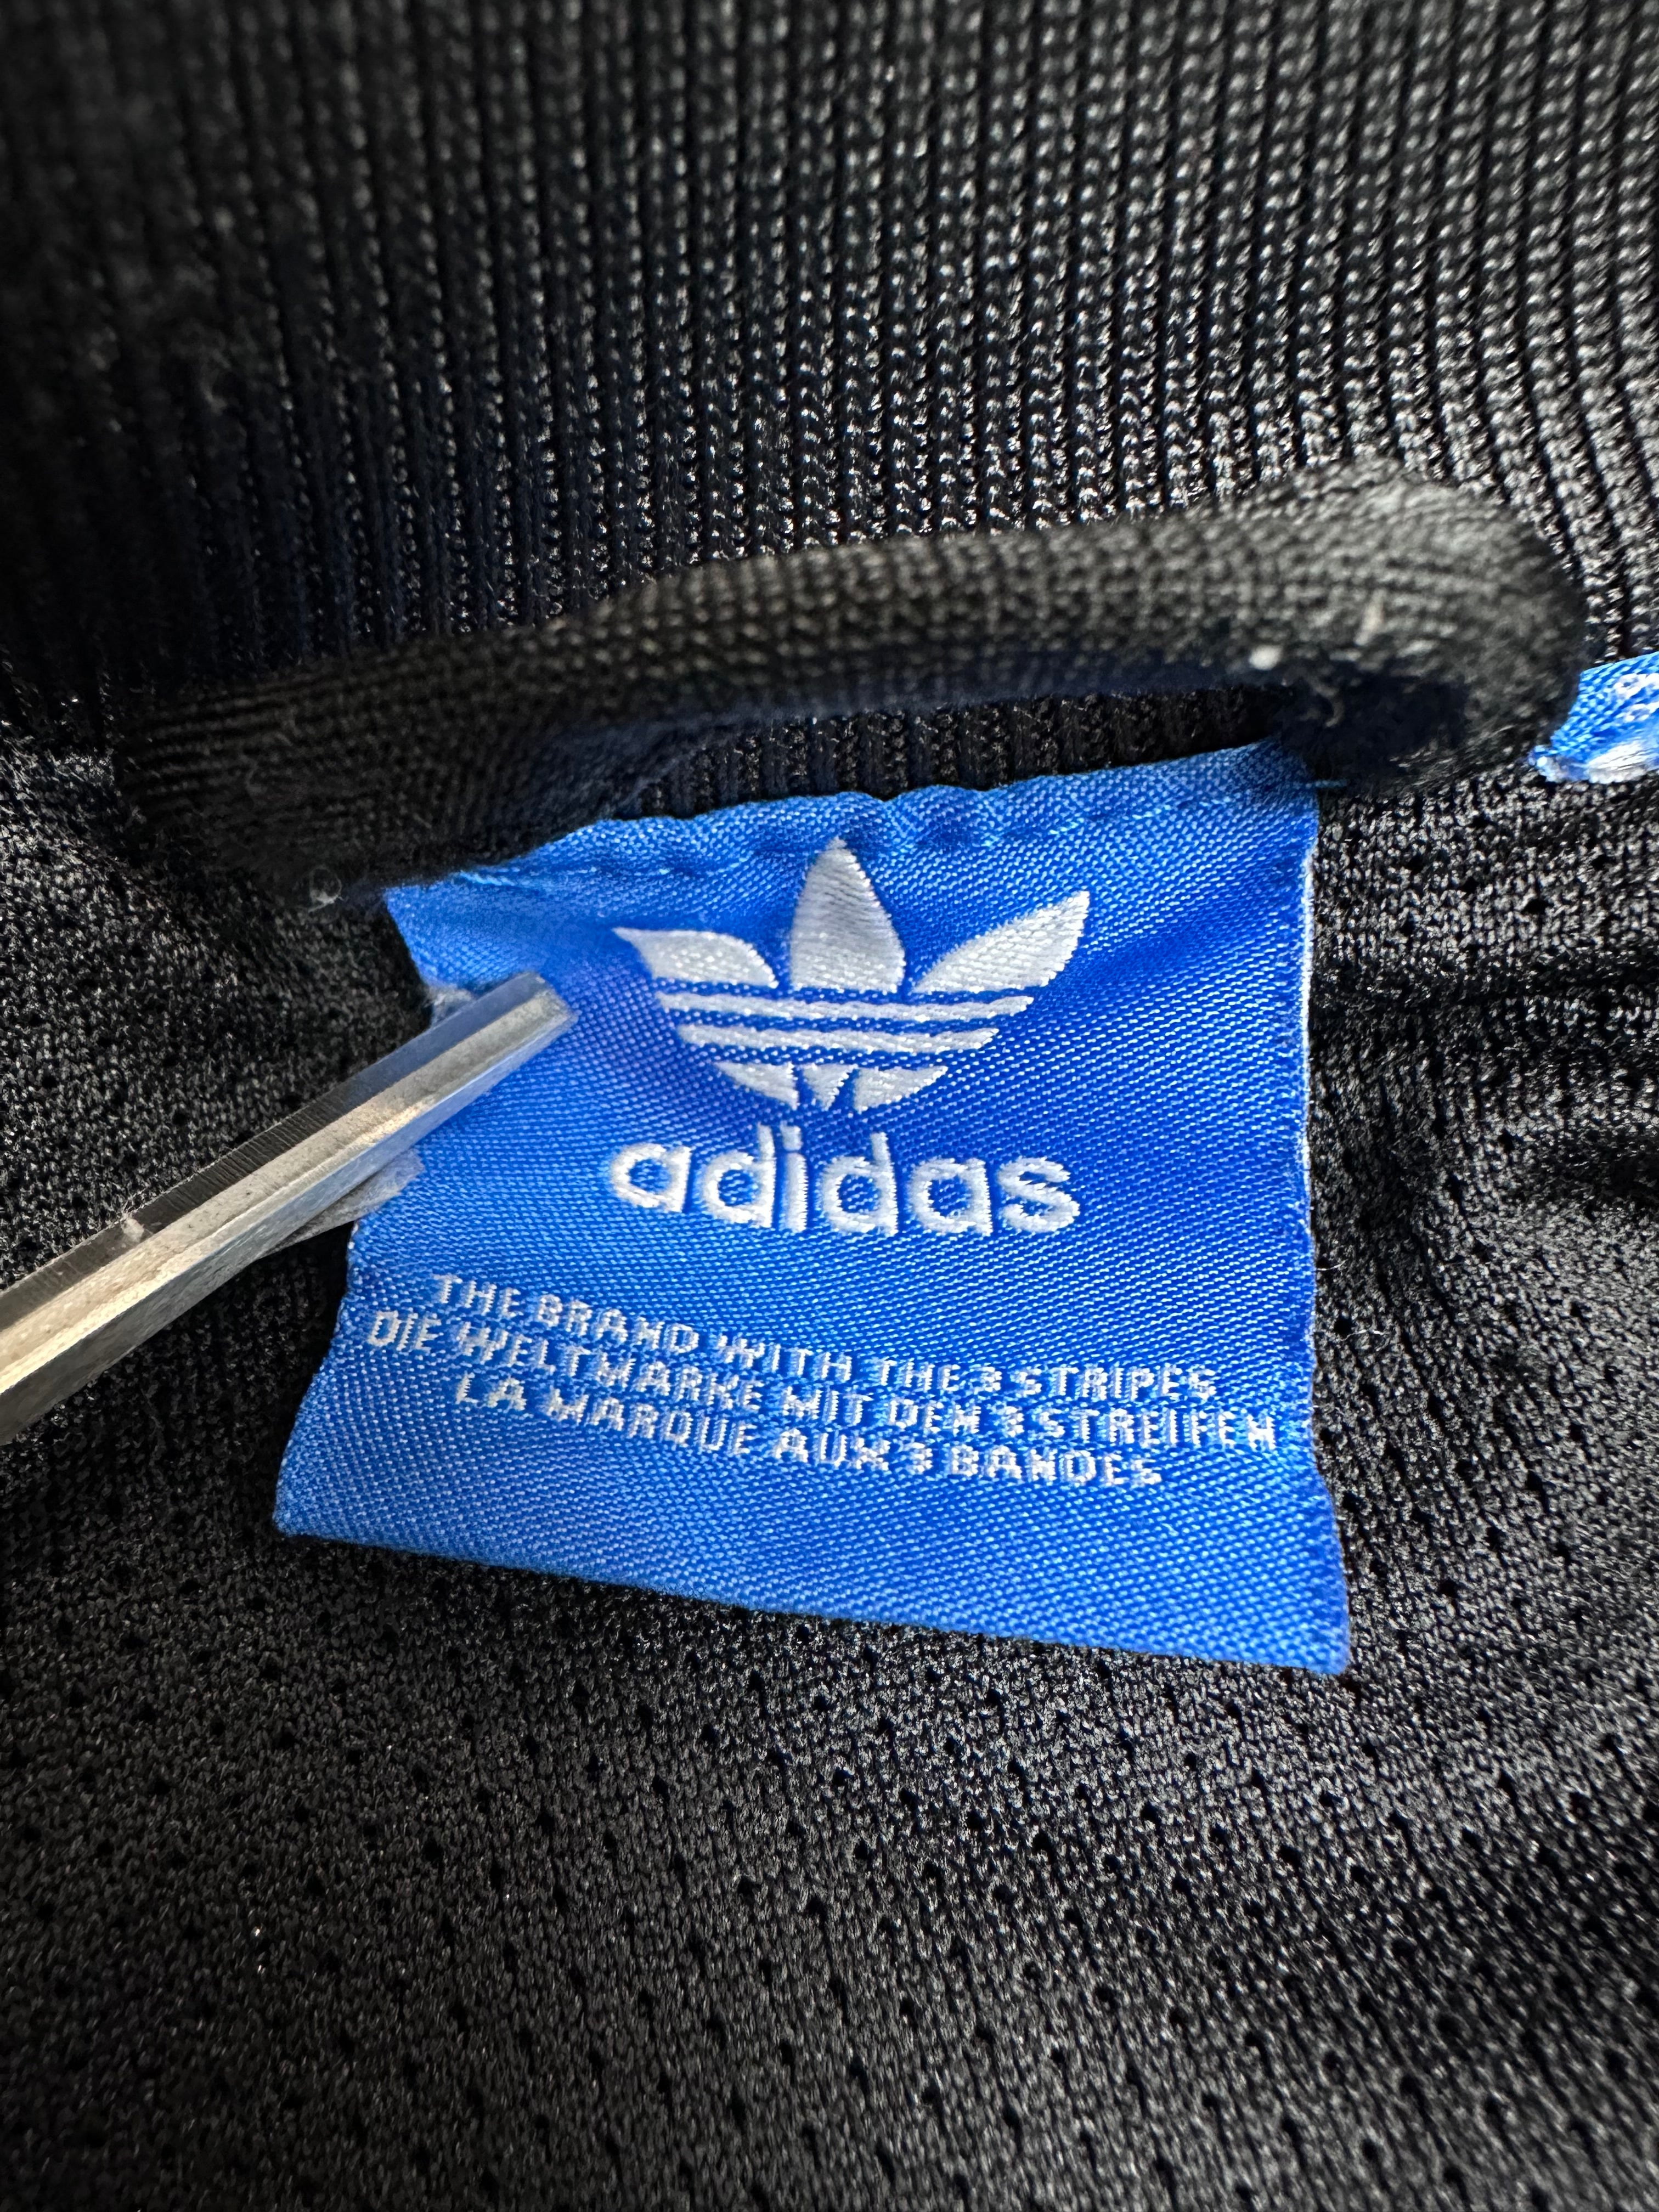 adidas
THE BRAND WITH THE 3 STRIPES
DIE WELTMARKE MIT DEN 3 STREIFEN
LA MARQUE AUX 3 BANDES